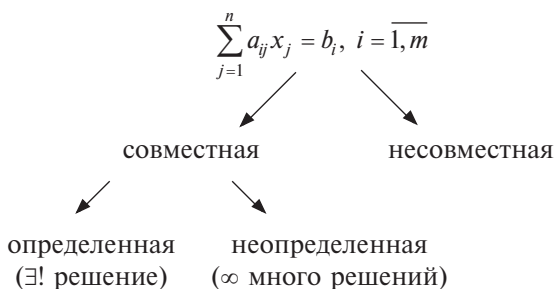 ∑_{j=1}^{n} a_{ij} x_j = b_i, i = \overline{1, m}
совместная несовместная
определенная неопределенная
(∃! решение) (∞ много решений)